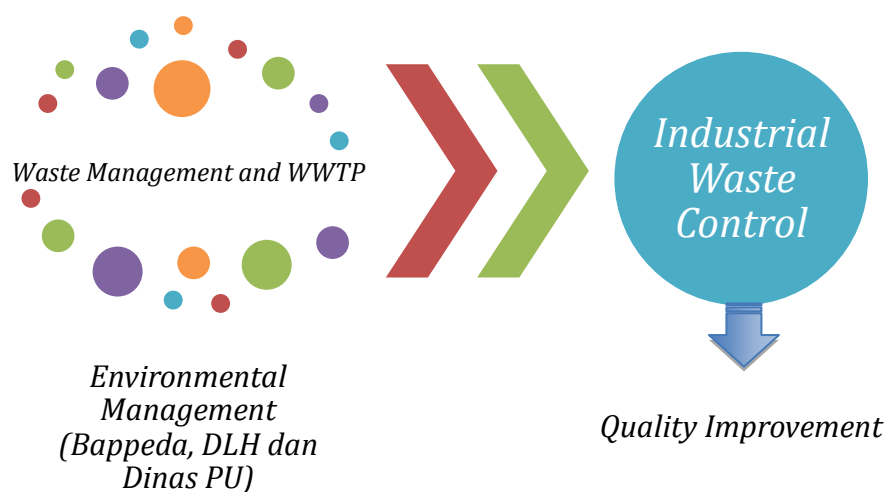 Waste Management and WWTP
Environmental
Management
(Bappeda, DLH dan
Dinas PU)
Industrial
Waste
Control
Quality Improvement